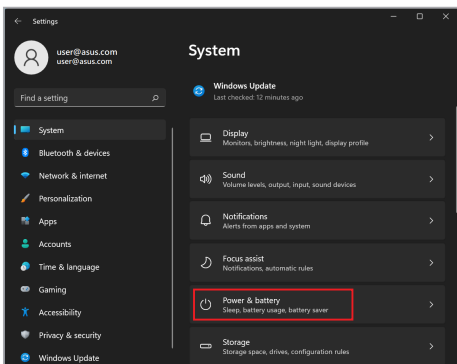 Settings
user@asus.com
user@asus.com
Find a setting
System
Bluetooth & devices
Network & internet
Personalization
Apps
Accounts
Time & language
Gaming
Accessibility
Privacy & security
Windows Update
System
Windows Update
Last checked: 12 minutes ago
Display
Monitors, brightness, night light, display profile
Sound
Volume levels, output, input, sound devices
Notifications
Alerts from apps and system
Focus assist
Notifications, automatic rules
Power & battery
Sleep, battery usage, battery saver
Storage
Storage space, drives, configuration rules